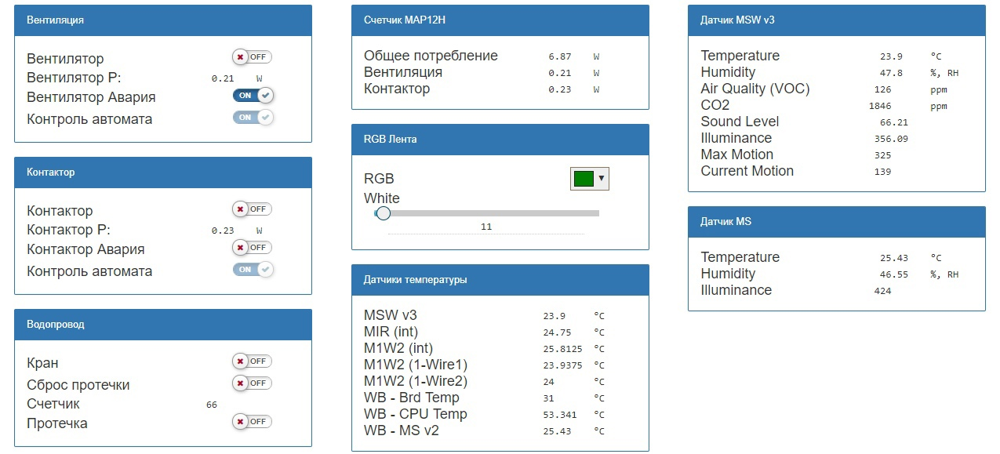 Вентиляция
Вентилятор OFF
Вентилятор P: 0.21 W
Вентилятор Авария ON
Контроль автомата ON
Контактор
Контактор OFF
Контактор P: 0.23 W
Контактор Авария OFF
Контроль автомата ON
Водопровод
Кран OFF
Сброс протечки OFF
Счетчик 66
Протечка OFF
Счетчик MAP12H
Общее потребление 6.87 W
Вентиляция 0.21 W
Контактор 0.23 W
RGB Лента
RGB
White
11
Датчики температуры
MSW v3 23.9 °C
MIR (int) 24.75 °C
M1W2 (int) 25.8125 °C
M1W2 (1-Wire1) 23.9375 °C
M1W2 (1-Wire2) 24 °C
WB - Brd Temp 31 °C
WB - CPU Temp 53.341 °C
WB - MS v2 25.43 °C
Датчик MSW v3
Temperature 23.9 °C
Humidity 47.8 %, RH
Air Quality (VOC) 126 ppm
CO2 1846 ppm
Sound Level 66.21
Illuminance 356.09
Max Motion 325
Current Motion 139
Датчик MS
Temperature 25.43 °C
Humidity 46.55 %, RH
Illuminance 424